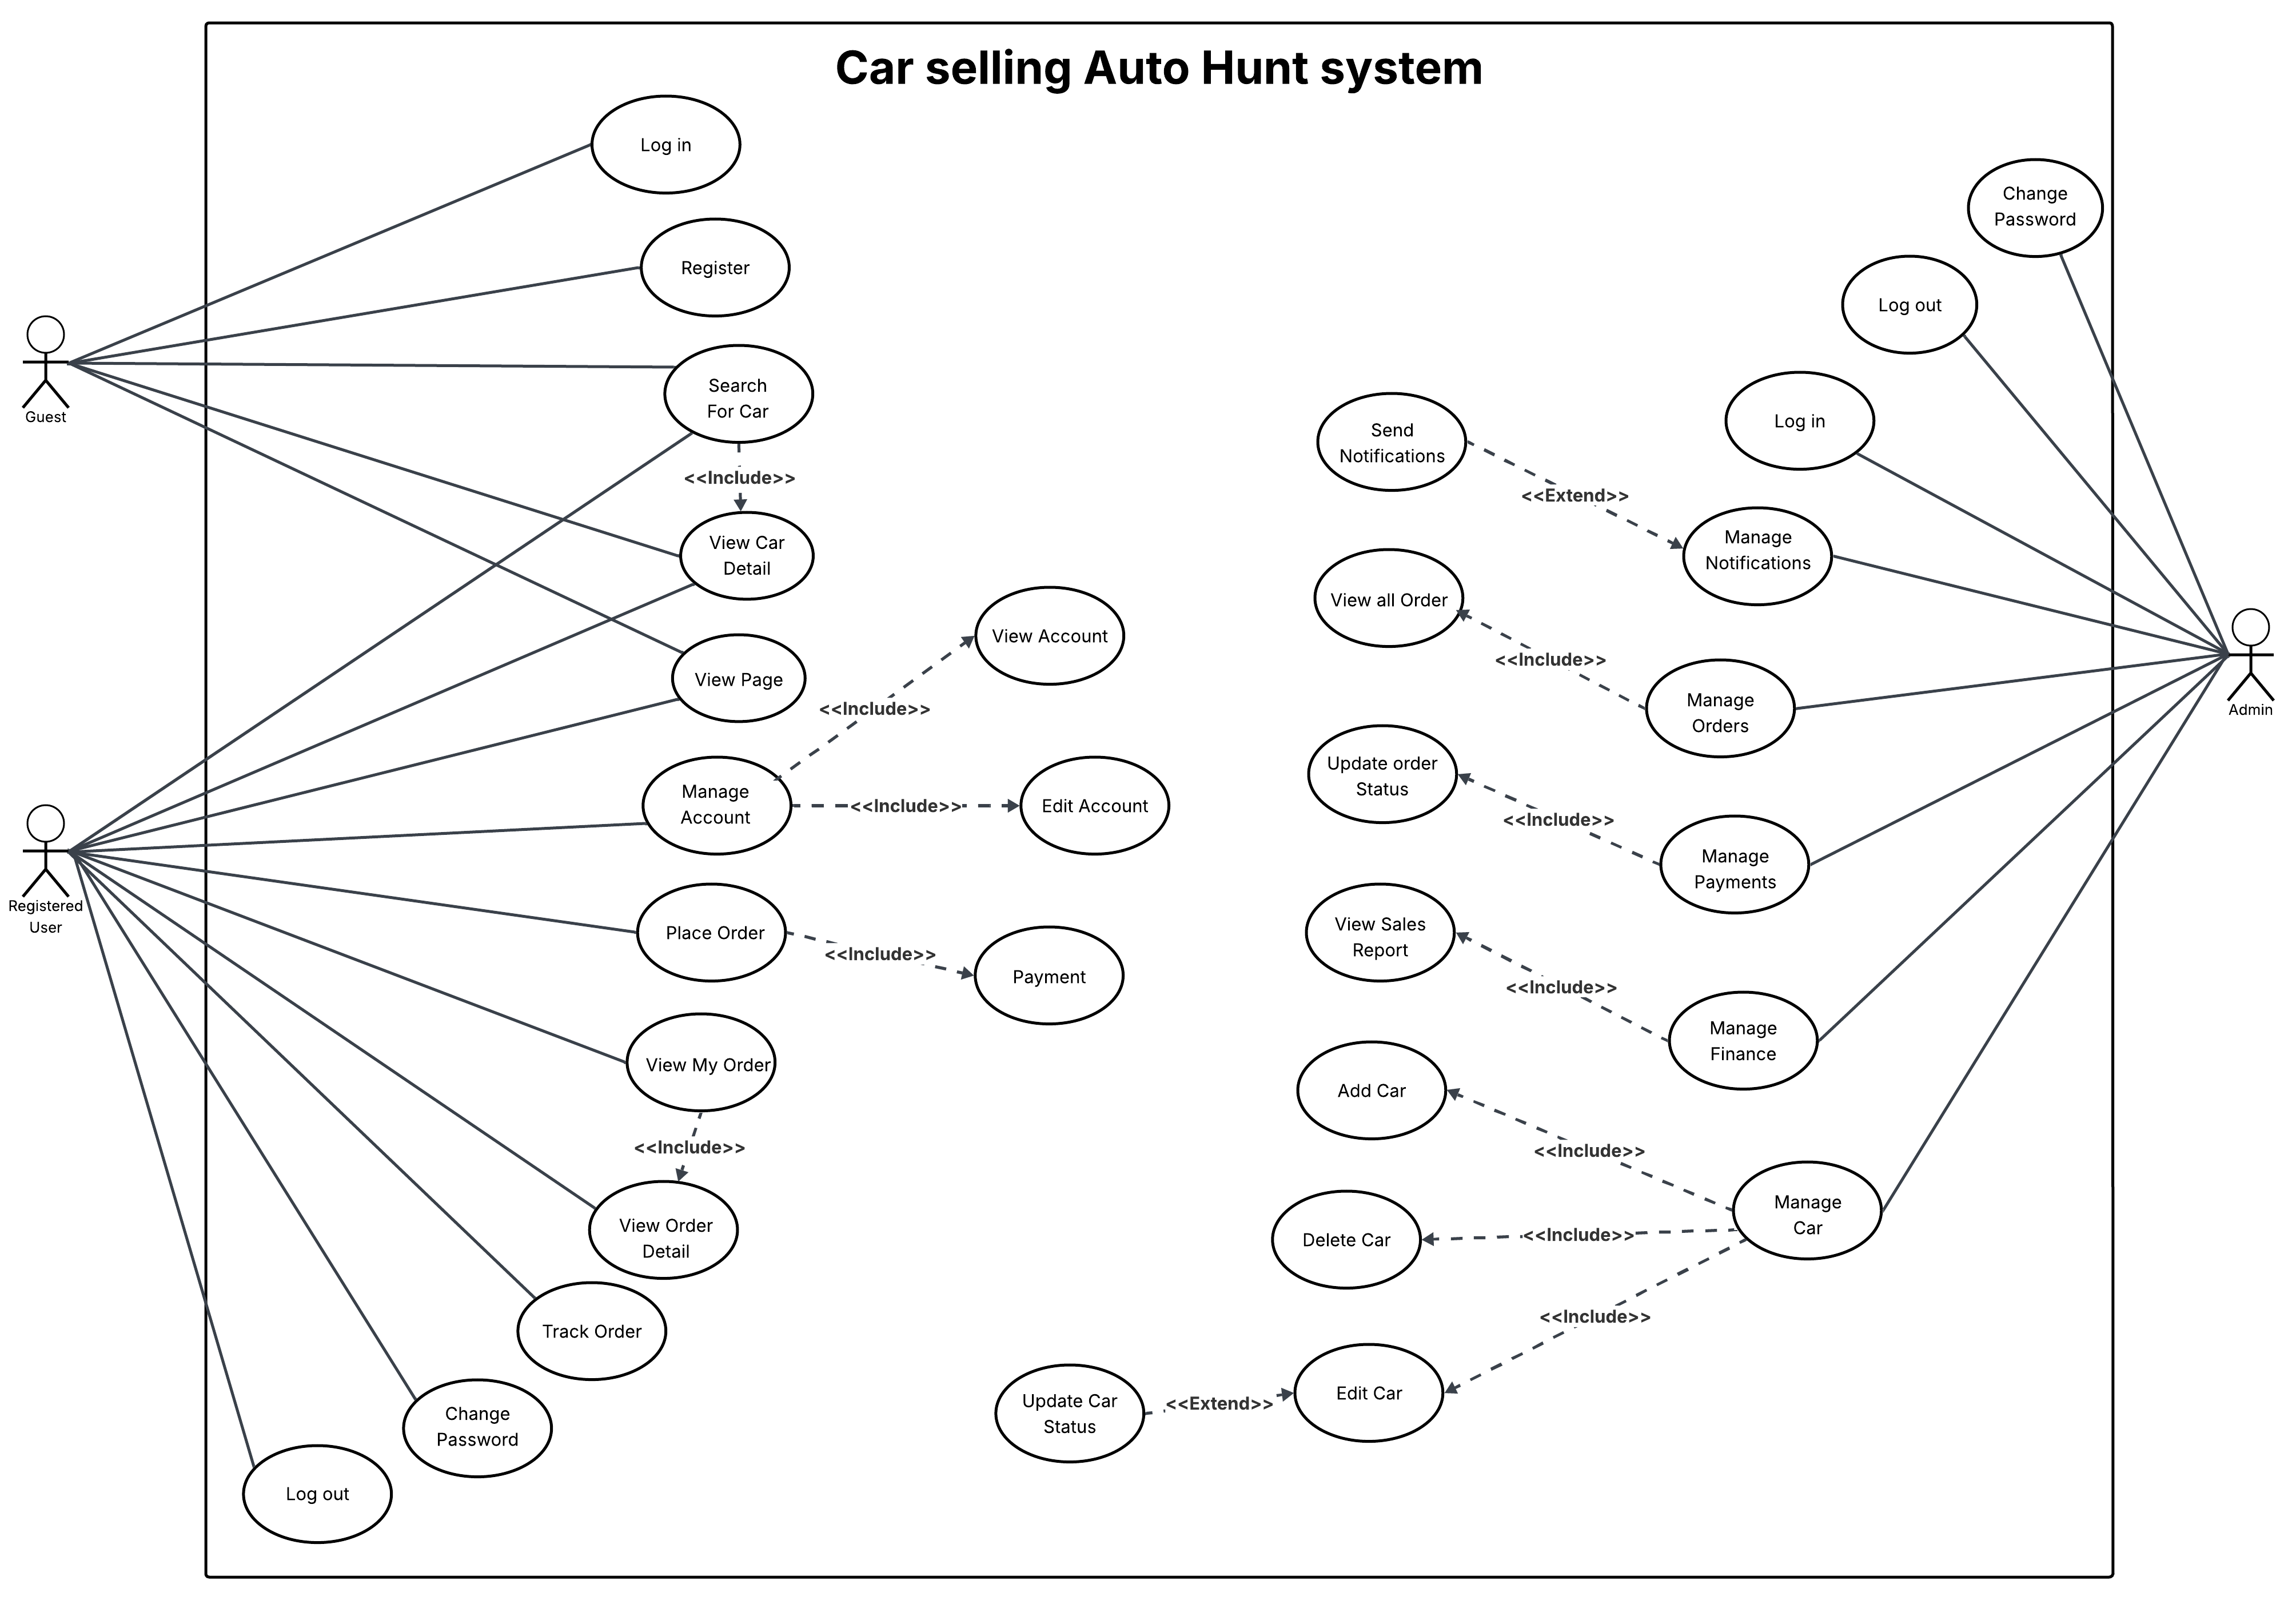 Car selling Auto Hunt system
Log in
Register
Search
For Car
<<Include>>
View Car
Detail
View Page
Guest
Manage
Account
<<Include>>
View Account
<<Include>>
Edit Account
Registered
User
Place Order
<<Include>>
Payment
View My Order
<<Include>>
View Order
Detail
Track Order
Change
Password
Log out
Change
Password
Log out
Log in
Send
Notifications
<<Extend>>
Manage
Notifications
View all Order
<<Include>>
Manage
Orders
Admin
Update order
Status
<<Include>>
Manage
Payments
View Sales
Report
<<Include>>
Manage
Finance
Add Car
<<Include>>
Manage
Car
Delete Car
<<Include>>
<<Include>>
Edit Car
<<Extend>>
Update Car
Status